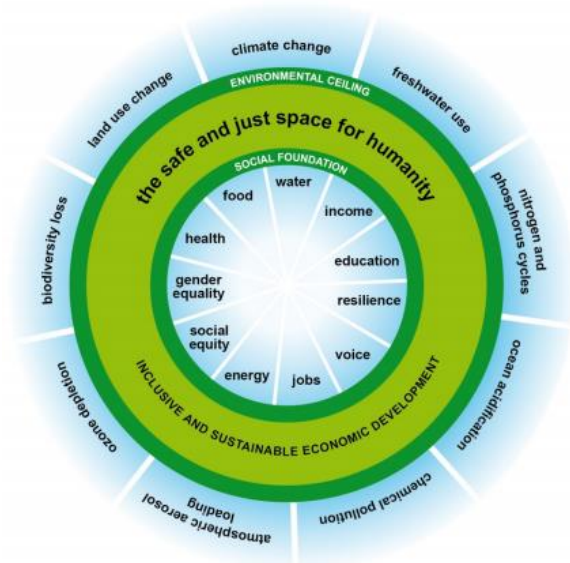 climate change
freshwater use
nitrogen and
phosphorus cycles
ocean acidification
chemical pollution
atmospheric aerosol
loading
ozone depletion
biodiversity loss
land use change
ENVIRONMENTAL CEILING
the safe and just space for humanity
SOCIAL FOUNDATION
water
income
education
resilience
voice
jobs
energy
social
equity
gender
equality
health
food
INCLUSIVE AND SUSTAINABLE ECONOMIC DEVELOPMENT